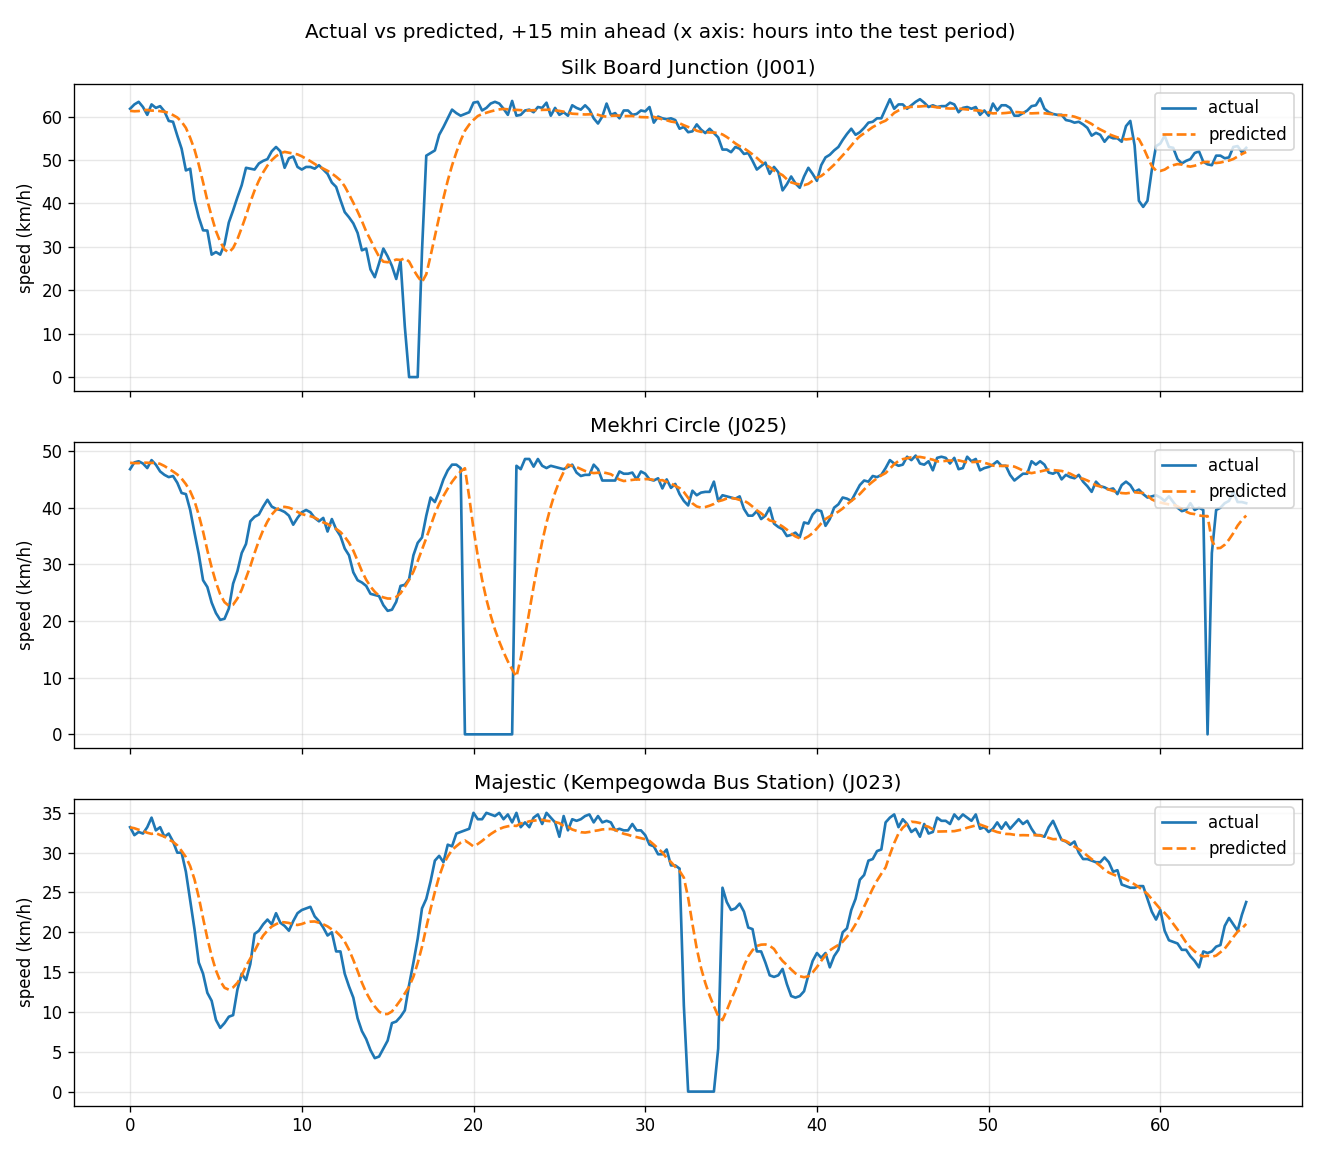 Actual vs predicted, +15 min ahead (x axis: hours into the test period)
Silk Board Junction (J001)
speed (km/h)
60
50
40
30
20
10
0
actual
predicted
Mekhri Circle (J025)
speed (km/h)
50
40
30
20
10
0
actual
predicted
Majestic (Kempegowda Bus Station) (J023)
speed (km/h)
35
30
25
20
15
10
5
0
actual
predicted
0 10 20 30 40 50 60